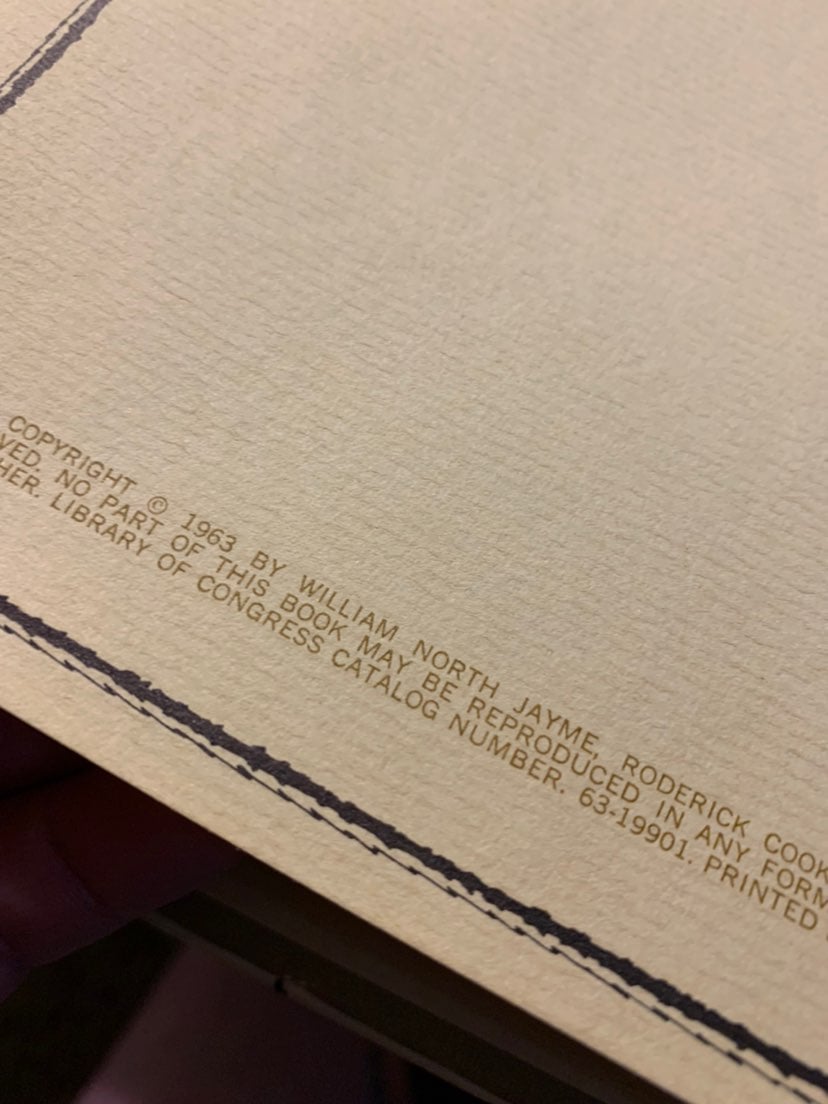 COPYRIGHT © 1963 BY WILLIAM NORTH JAYME, RODERICK COOK
VED. NO PART OF THIS BOOK MAY BE REPRODUCED IN ANY FORM
HER. LIBRARY OF CONGRESS CATALOG NUMBER. 63-19901. PRINTED